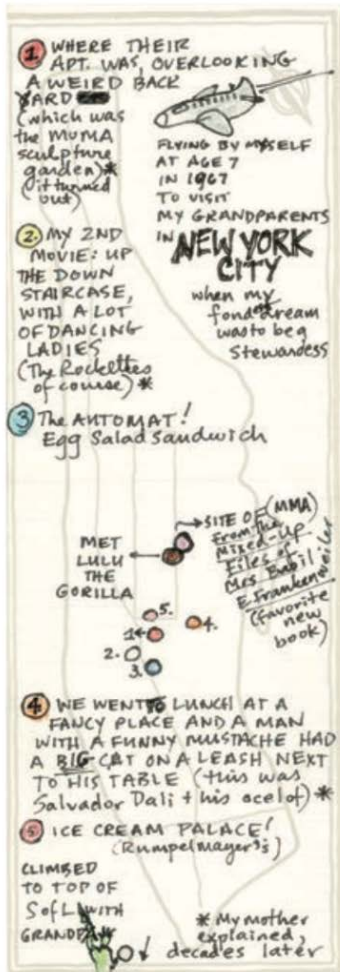 1 WHERE THEIR
APT. WAS, OVERLOOKING
A WEIRD BACK
YARD
(which was
the MUMA
sculpture
garden)*
(it turned
out)
FLYING BY MYSELF
AT AGE 7
IN 1967
TO VISIT
MY GRANDPARENTS
IN NEW YORK
CITY
when my
fondest dream
was to be a
Stewardess
2. MY 2ND
MOVIE: UP
THE DOWN
STAIRCASE,
WITH A LOT
OF DANCING
LADIES
(The Rockettes
of course) *
3 The AUTOMAT!
Egg Salad Sandwich
SITE OF (MMA)
From the
Mixed-Up
Files of
Mrs Basil
E. Frankenweiler
(favorite
new
book)
MET
LULU
THE
GORILLA
5.
1
4.
2.
3.
4 WE WENT TO LUNCH AT A
FANCY PLACE AND A MAN
WITH A FUNNY MUSTACHE HAD
A BIG CAT ON A LEASH NEXT
TO HIS TABLE (this was
Salvador Dali + his ocelot) *
5 ICE CREAM PALACE!
(Rumpelmayer's)
CLIMBED
TO TOP OF
S of L WITH
GRANDPA
* My mother
explained,
decades later